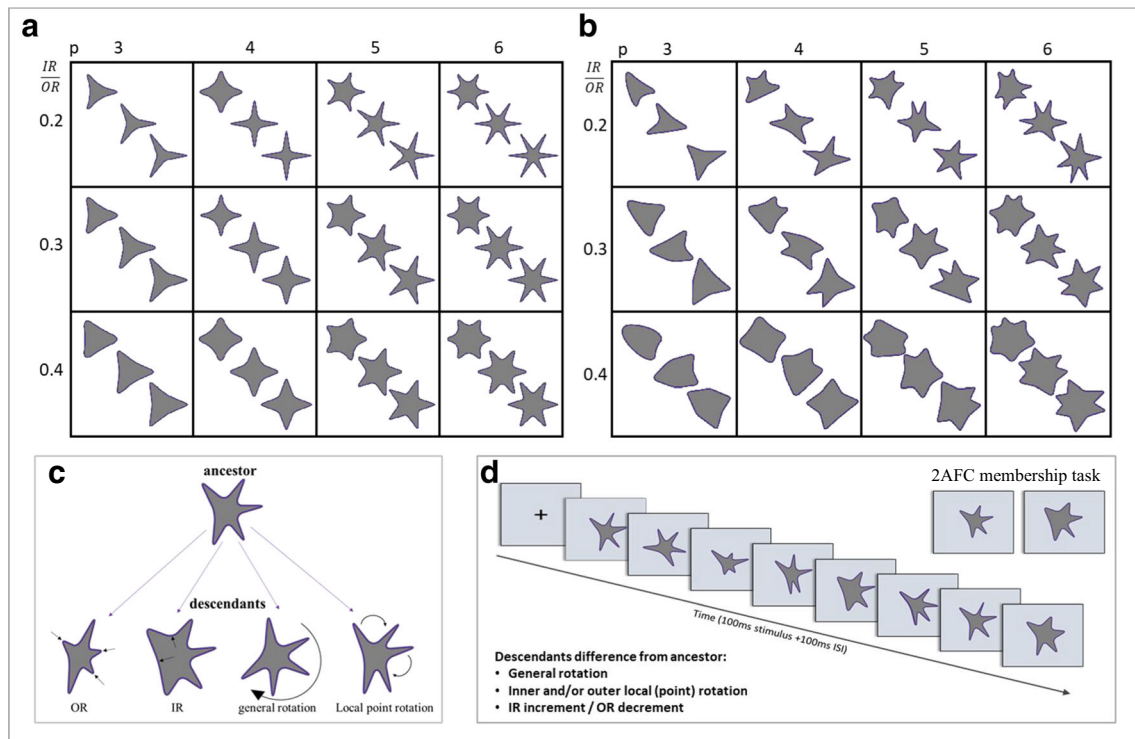 a
p 3 4 5 6
IR
OR
0.2
0.3
0.4
b
p 3 4 5 6
IR
OR
0.2
0.3
0.4
c
ancestor
descendants
OR IR general rotation Local point rotation
d
2AFC membership task
+
Time (100ms stimulus +100ms ISI)
Descendants difference from ancestor:
• General rotation
• Inner and/or outer local (point) rotation
• IR increment / OR decrement